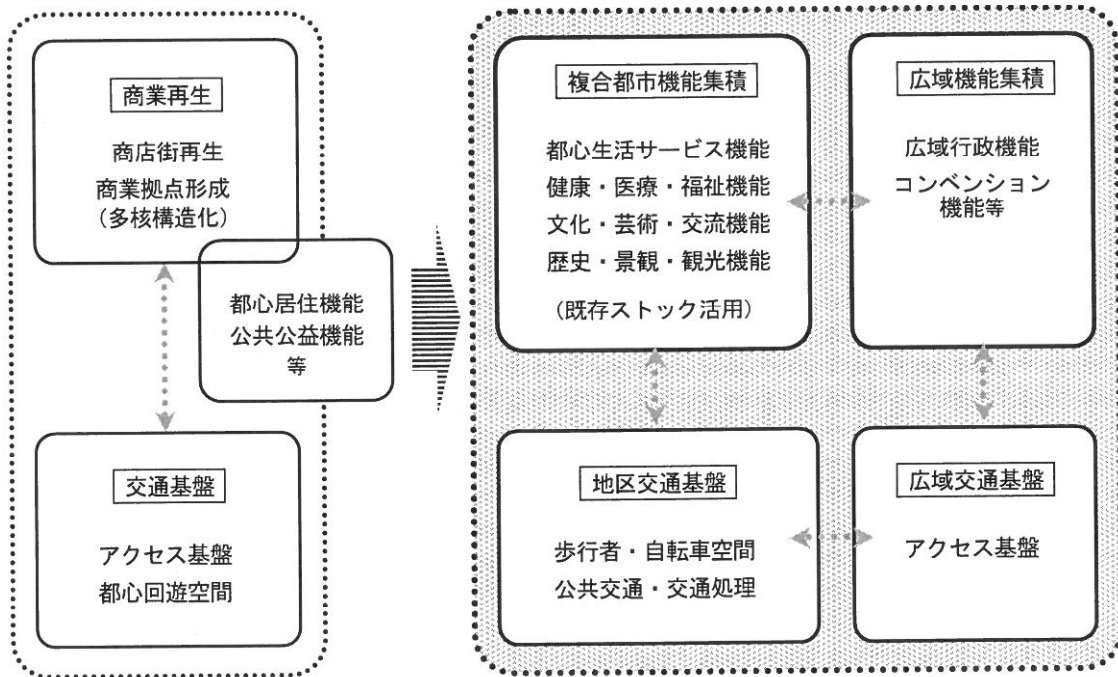 商業再生
商店街再生
商業拠点形成
(多核構造化)
都心居住機能
公共公益機能
等
交通基盤
アクセス基盤
都心回遊空間
複合都市機能集積
都心生活サービス機能
健康・医療・福祉機能
文化・芸術・交流機能
歴史・景観・観光機能
(既存ストック活用)
広域機能集積
広域行政機能
コンベンション
機能等
地区交通基盤
歩行者・自転車空間
公共交通・交通処理
広域交通基盤
アクセス基盤